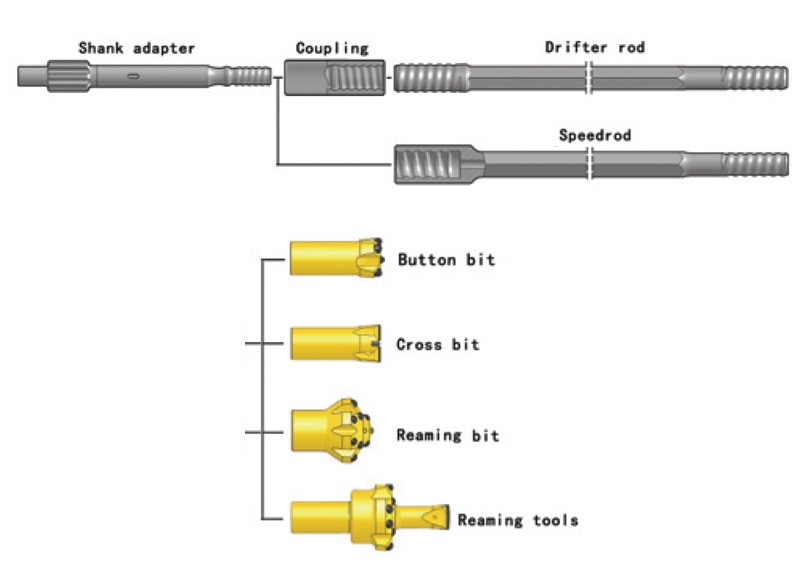 Shank adapter
Coupling
Drifter rod
Speedrod
Button bit
Cross bit
Reaming bit
Reaming tools